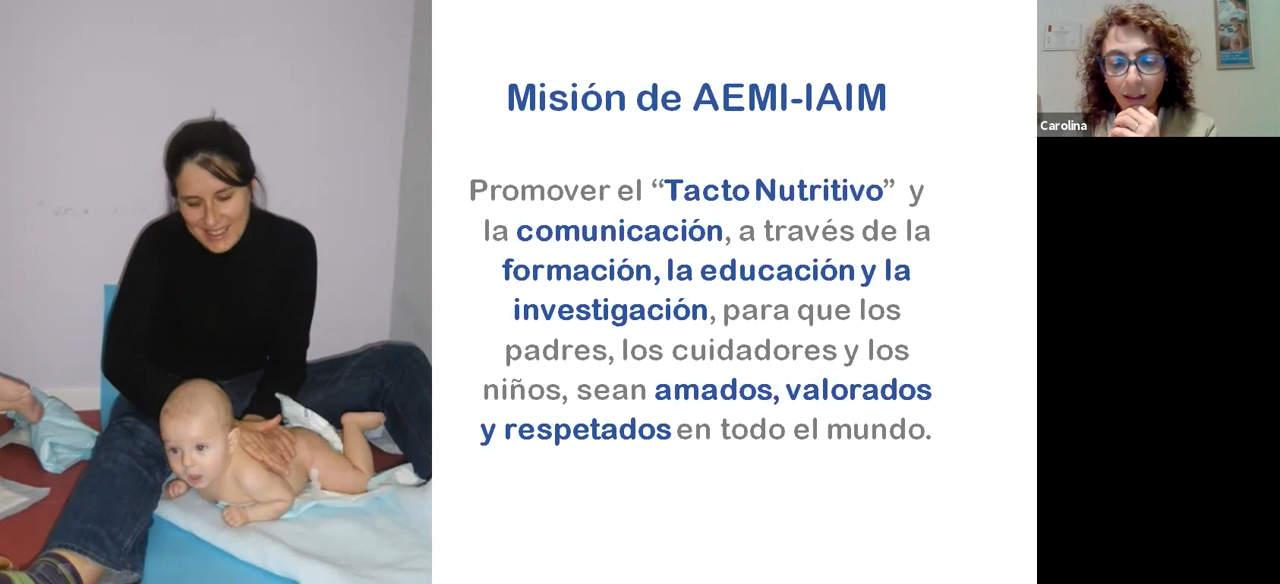 Misión de AEMI-IAIM
Promover el “Tacto Nutritivo” y
la comunicación, a través de la
formación, la educación y la
investigación, para que los
padres, los cuidadores y los
niños, sean amados, valorados
y respetados en todo el mundo.
Carolina